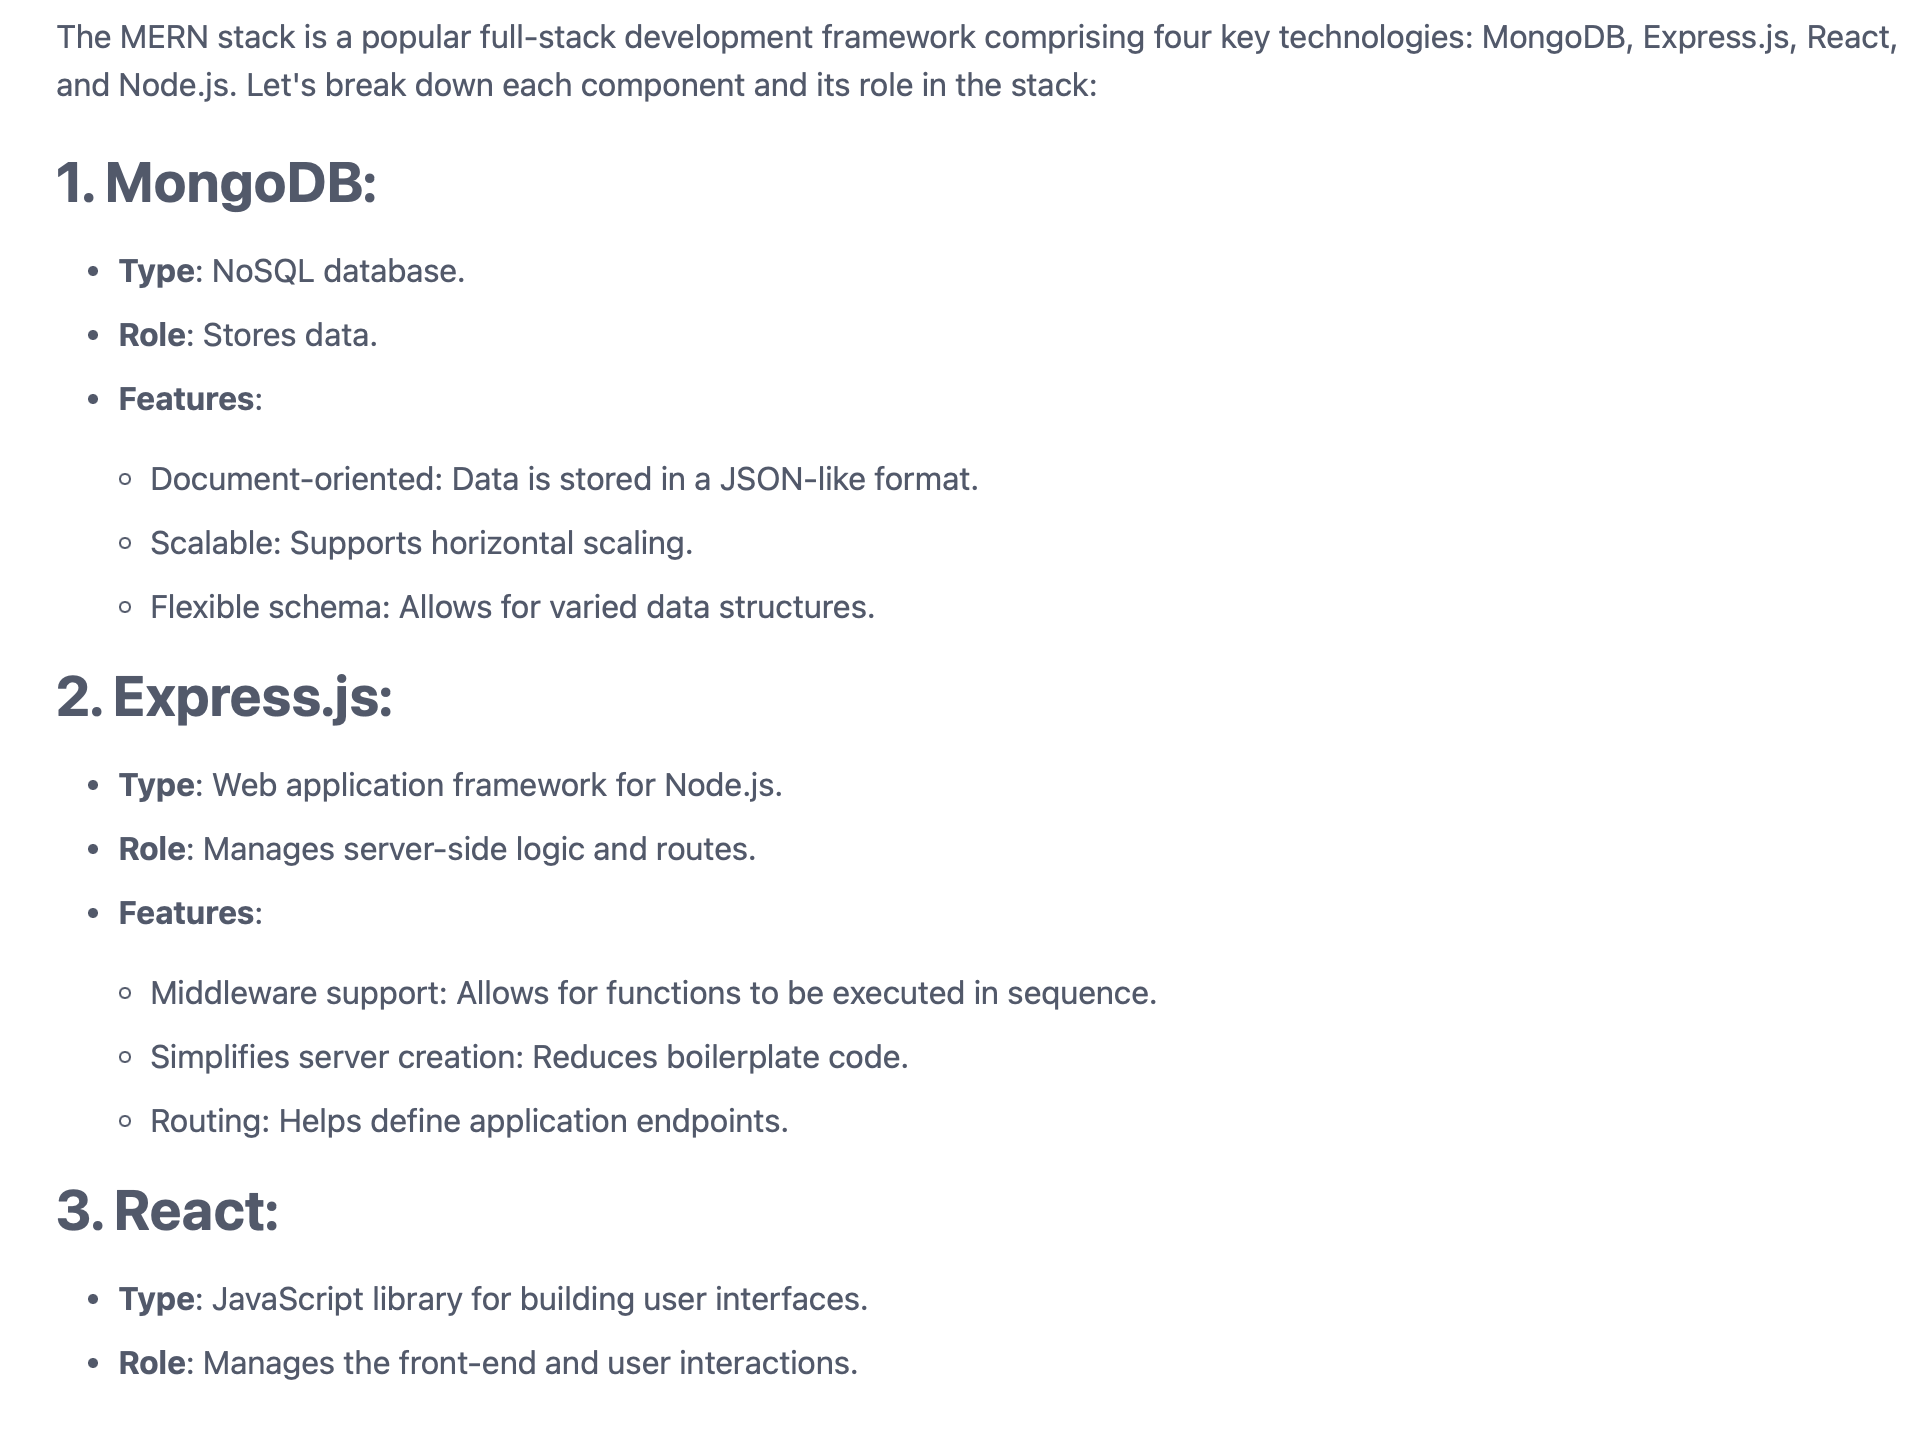 The MERN stack is a popular full-stack development framework comprising four key technologies: MongoDB, Express.js, React,
and Node.js. Let's break down each component and its role in the stack:
1. MongoDB:
• Type: NoSQL database.
• Role: Stores data.
• Features:
◦ Document-oriented: Data is stored in a JSON-like format.
◦ Scalable: Supports horizontal scaling.
◦ Flexible schema: Allows for varied data structures.
2. Express.js:
• Type: Web application framework for Node.js.
• Role: Manages server-side logic and routes.
• Features:
◦ Middleware support: Allows for functions to be executed in sequence.
◦ Simplifies server creation: Reduces boilerplate code.
◦ Routing: Helps define application endpoints.
3. React:
• Type: JavaScript library for building user interfaces.
• Role: Manages the front-end and user interactions.